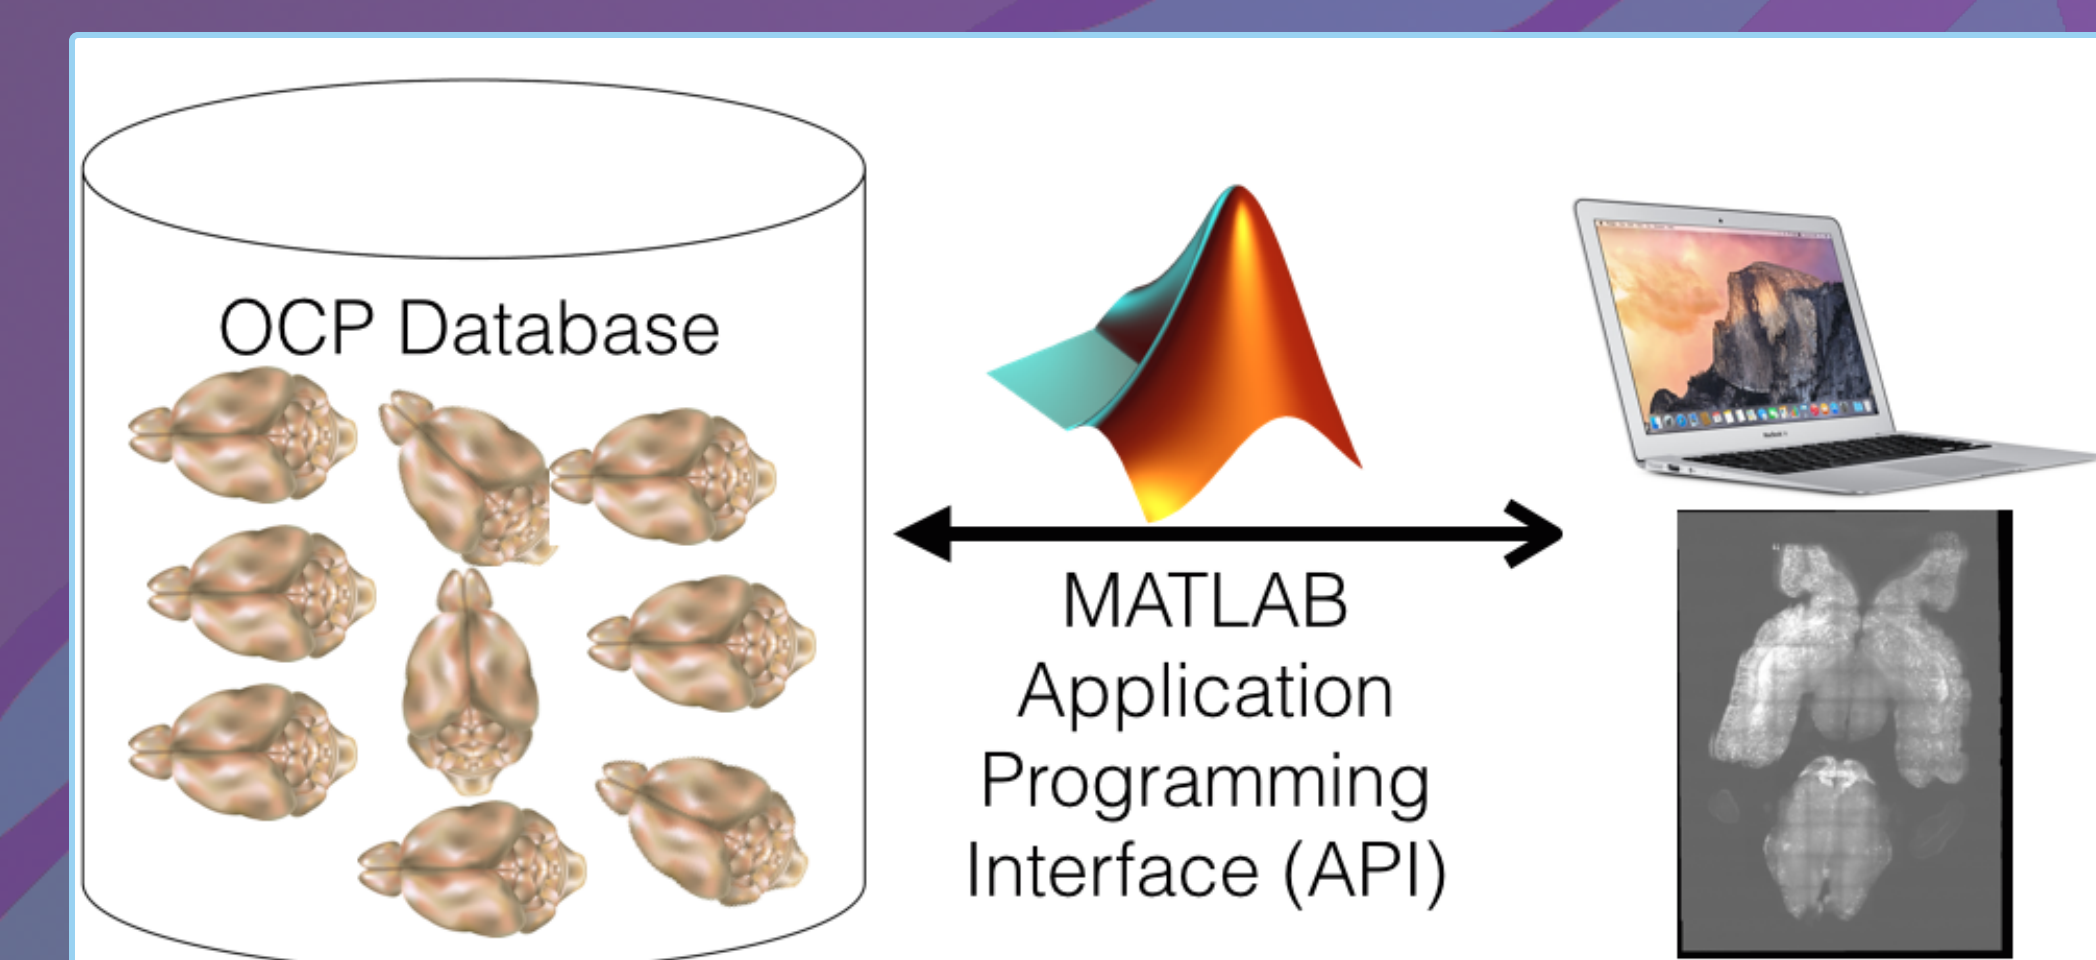 OCP Database
MATLAB
Application
Programming
Interface (API)